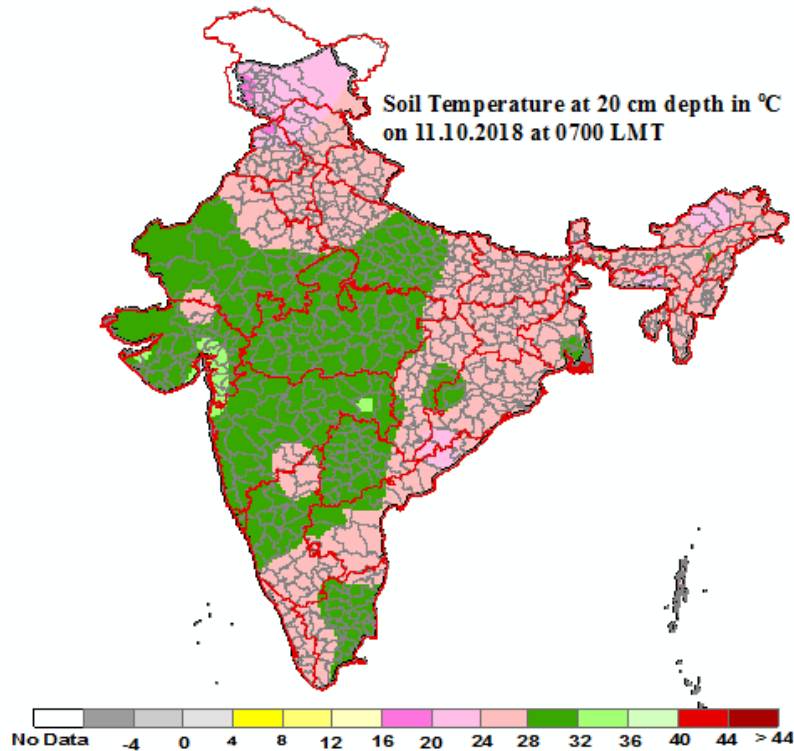 Soil Temperature at 20 cm depth in °C
on 11.10.2018 at 0700 LMT
No Data -4 0 4 8 12 16 20 24 28 32 36 40 44 > 44